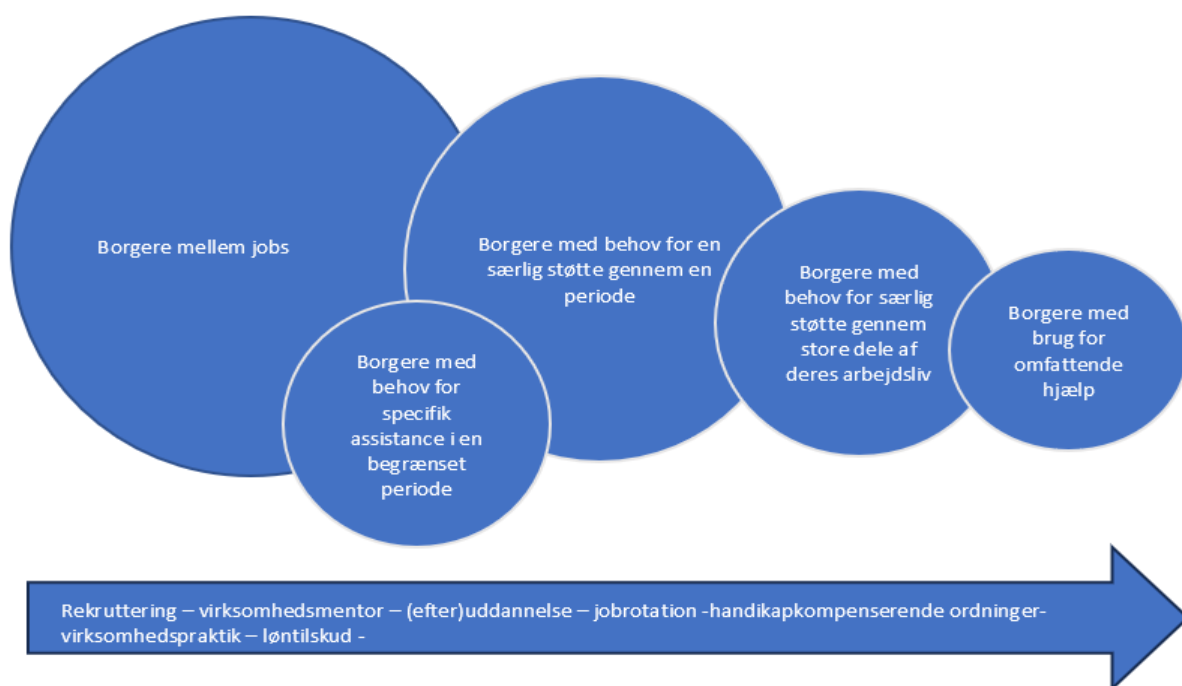 Borgere mellem jobs
Borgere med behov for en
særlig støtte gennem en
periode
Borgere med
behov for
specifik
assistance i en
begrænset
periode
Borgere med
behov for særlig
støtte gennem
store dele af
deres arbejdsliv
Borgere med
brug for
omfattende
hjælp
Rekruttering – virksomhedsmentor – (efter)uddannelse – jobrotation -handikapkompenserende ordninger-
virksomhedspraktik – løntilskud -